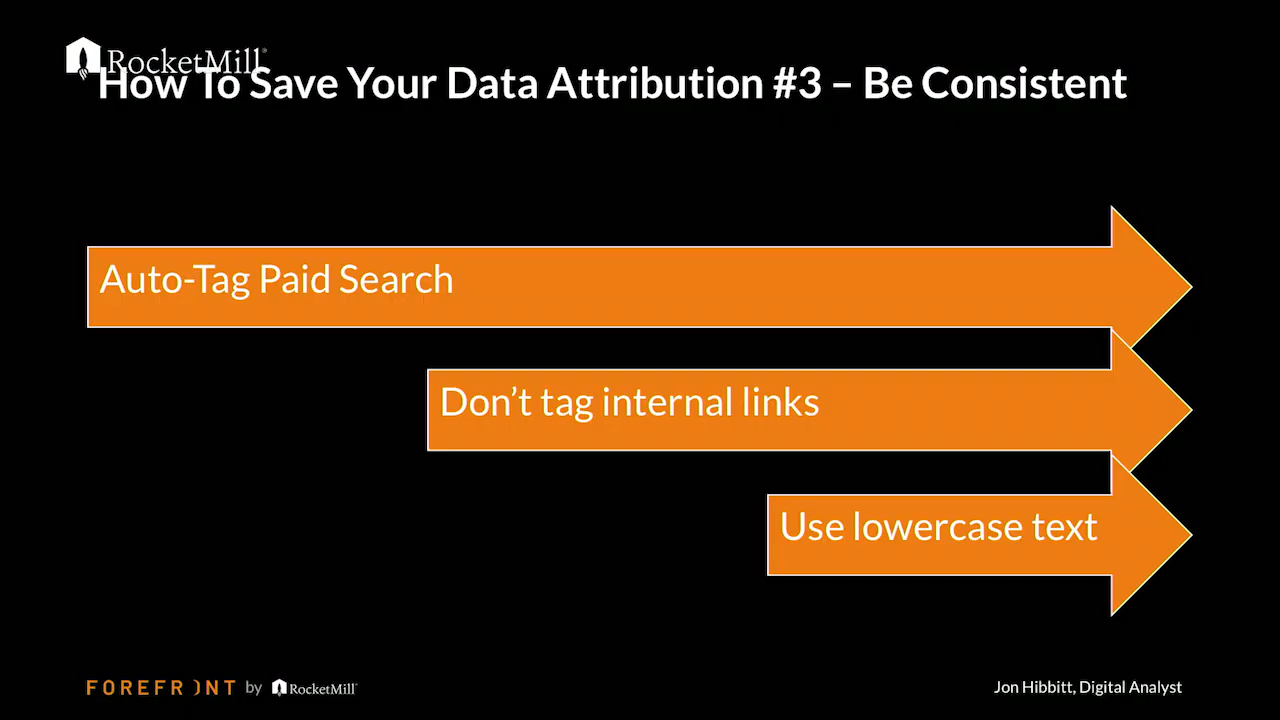 RocketMill®
How To Save Your Data Attribution #3 – Be Consistent
Auto-Tag Paid Search
Don’t tag internal links
Use lowercase text
FOREFRONT by RocketMill
Jon Hibbitt, Digital Analyst